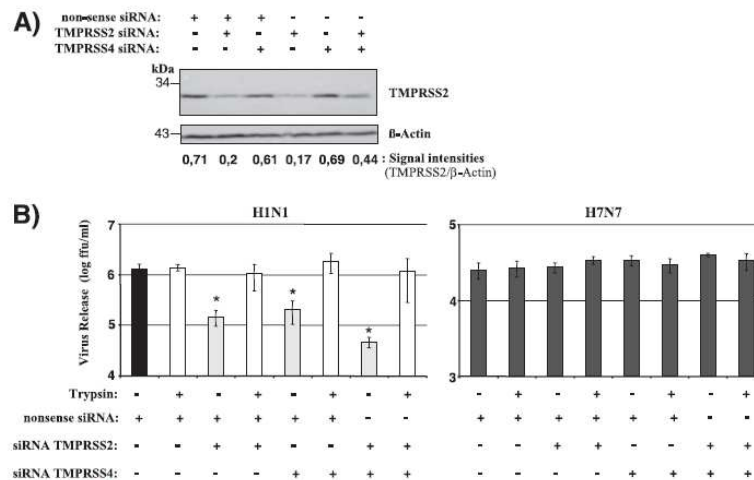 A)
non-sense siRNA: + + + - - -
TMPRSS2 siRNA: - + - + - +
TMPRSS4 siRNA: - - + - + +
kDa
34
TMPRSS2
43
ß-Actin
0,71 0,2 0,61 0,17 0,69 0,44 : Signal intensities
(TMPRSS2/β-Actin)
B)
H1N1 H7N7
Virus Release (log ffu/ml)
7
6
5
4
* * *
5
4
3
Trypsin: - + - + - + - + - + - + - + - +
nonsense siRNA: + + + + + + - - + + + + + + - -
siRNA TMPRSS2: - - + + - - + + - - + + - - + +
siRNA TMPRSS4: - - - - + + + + - - - - + + + +